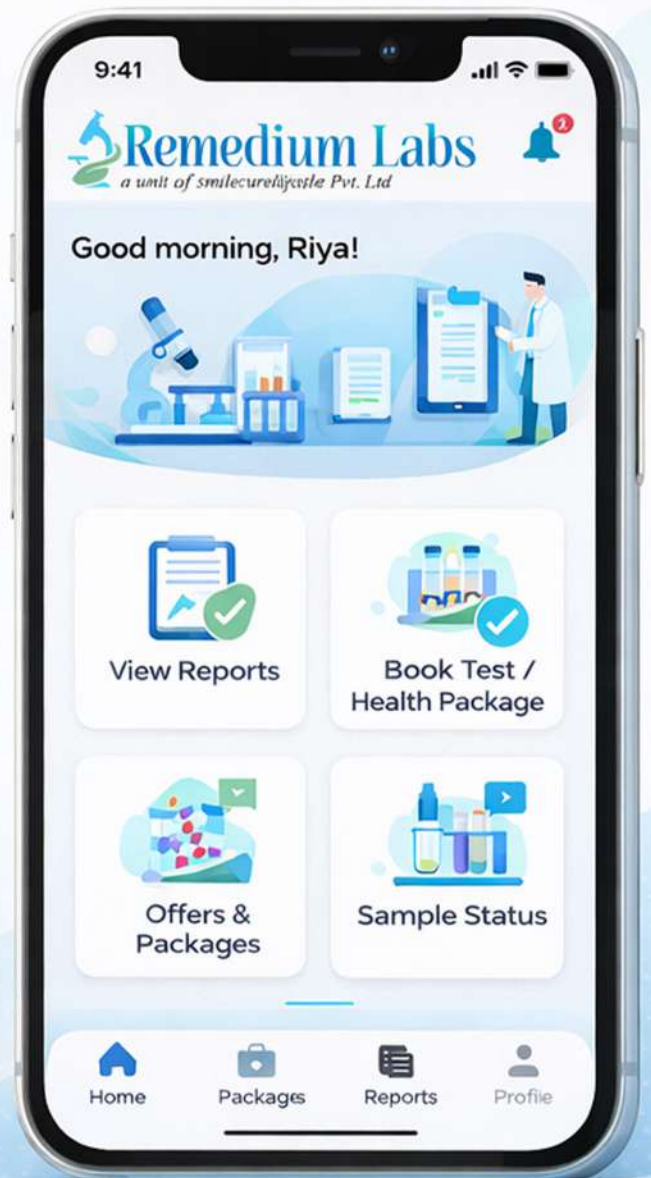 9:41
Remedium Labs
a unit of Pvt. Ltd
2
Good morning, Riya!
View Reports
Book Test /
Health Package
Offers &
Packages
Sample Status
Home
Packages
Reports
Profile